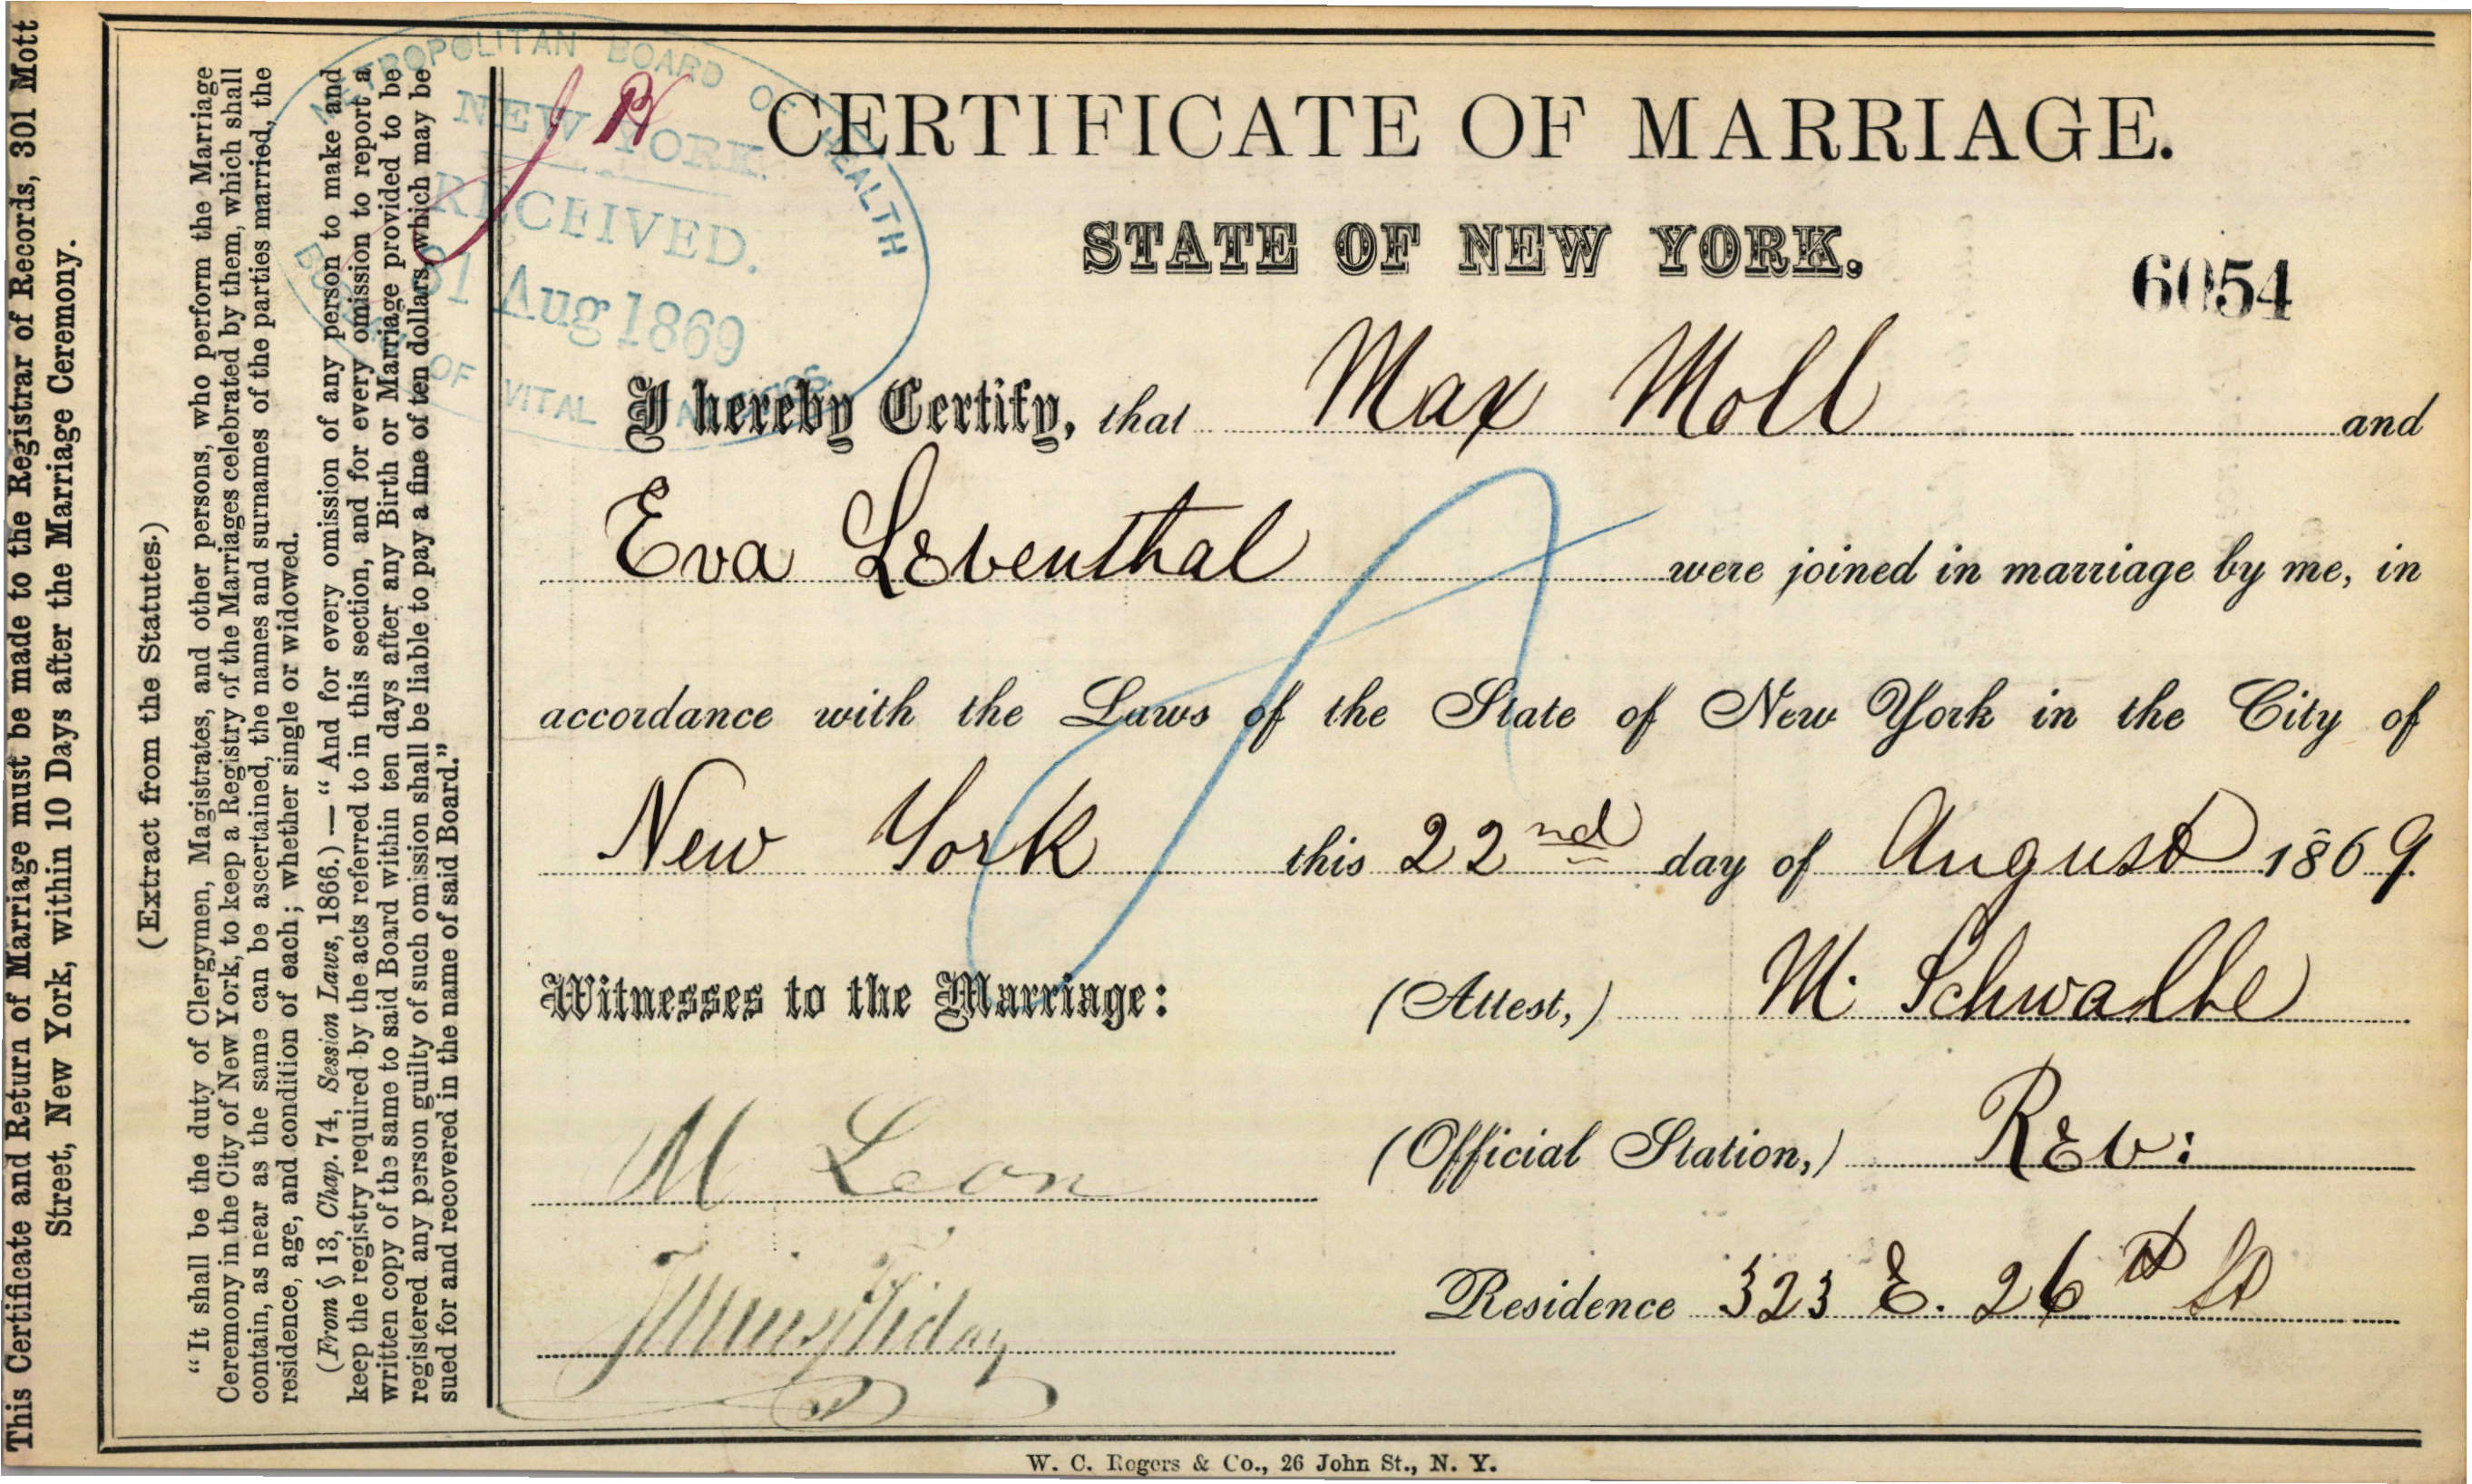 This Certificate and Return of Marriage must be made to the Registrar of Records, 301 Mott
Street, New York, within 10 Days after the Marriage Ceremony.
(Extract from the Statutes.)
“It shall be the duty of Clergymen, Magistrates, and other persons, who perform the Marriage
Ceremony in the City of New York, to keep a Registry of the Marriages celebrated by them, which shall
contain, as near as the same can be ascertained, the names and surnames of the parties married, the
residence, age, and condition of each; whether single or widowed.
(From § 13, Chap. 74, Session Laws, 1866.) — “And for every omission of any person to make and
keep the registry required by the acts referred to in this section, and for every omission to report a
written copy of the same to said Board within ten days after any Birth or Marriage provided to be
registered any person guilty of such omission shall be liable to pay a fine of ten dollars, which may be
sued for and recovered in the name of said Board.”
METROPOLITAN BOARD OF HEALTH
NEW YORK.
RECEIVED.
31 Aug 1869
BUREAU OF VITAL
CERTIFICATE OF MARRIAGE.
STATE OF NEW YORK.
6054
I hereby Certify, that Max Moll and
Eva Leventhal were joined in marriage by me, in
accordance with the Laws of the State of New York in the City of
New York this 22nd day of August 1869.
Witnesses to the Marriage:
(Attest,) M. Schwalbe
M Leon
(Official Station,) Rev:
Residence 323 E. 26th St
W. C. Rogers & Co., 26 John St., N. Y.